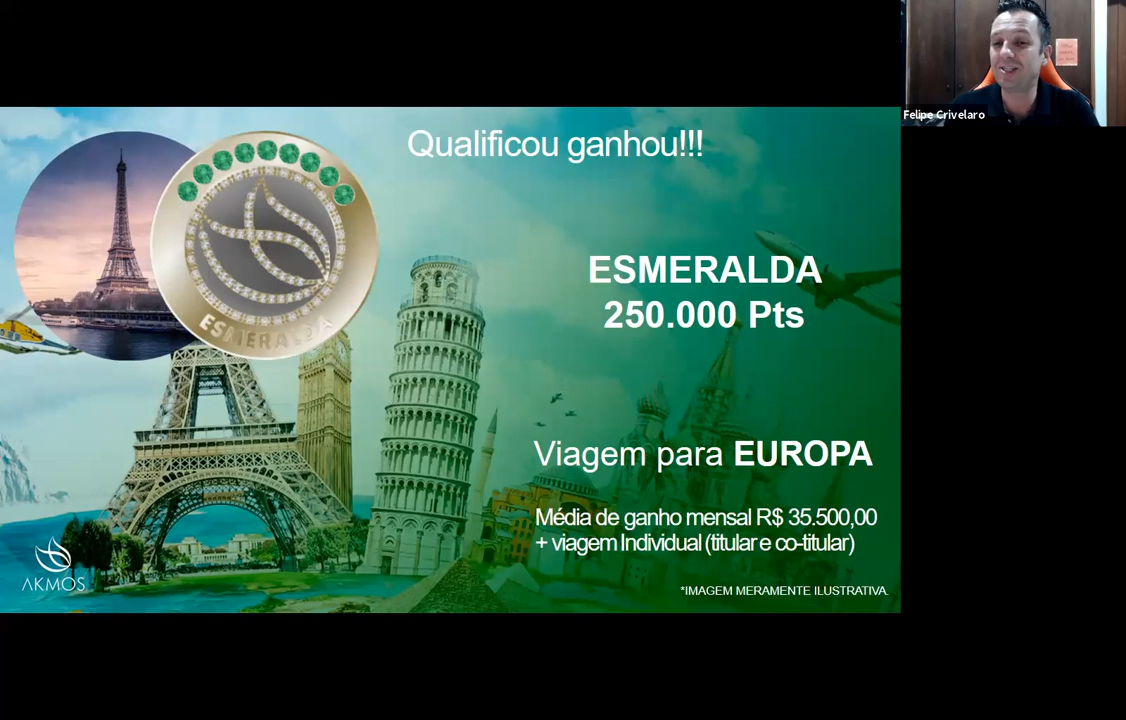 Felipe Crivelaro
Qualificou ganhou!!!
ESMERALDA
ESMERALDA
250.000 Pts
Viagem para EUROPA
Média de ganho mensal R$ 35.500,00
+ viagem Individual (titular e co-titular)
AKMOS
*IMAGEM MERAMENTE ILUSTRATIVA.